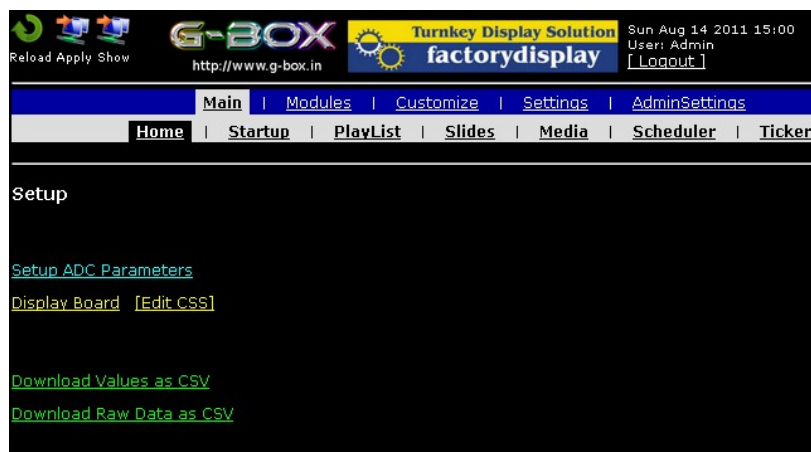 Reload Apply Show
G-BOX
http://www.g-box.in
Turnkey Display Solution
factorydisplay
Sun Aug 14 2011 15:00
User: Admin
[ Logout ]
Main | Modules | Customize | Settings | AdminSettings
Home | Startup | PlayList | Slides | Media | Scheduler | Ticker
Setup
Setup ADC Parameters
Display Board [Edit CSS]
Download Values as CSV
Download Raw Data as CSV